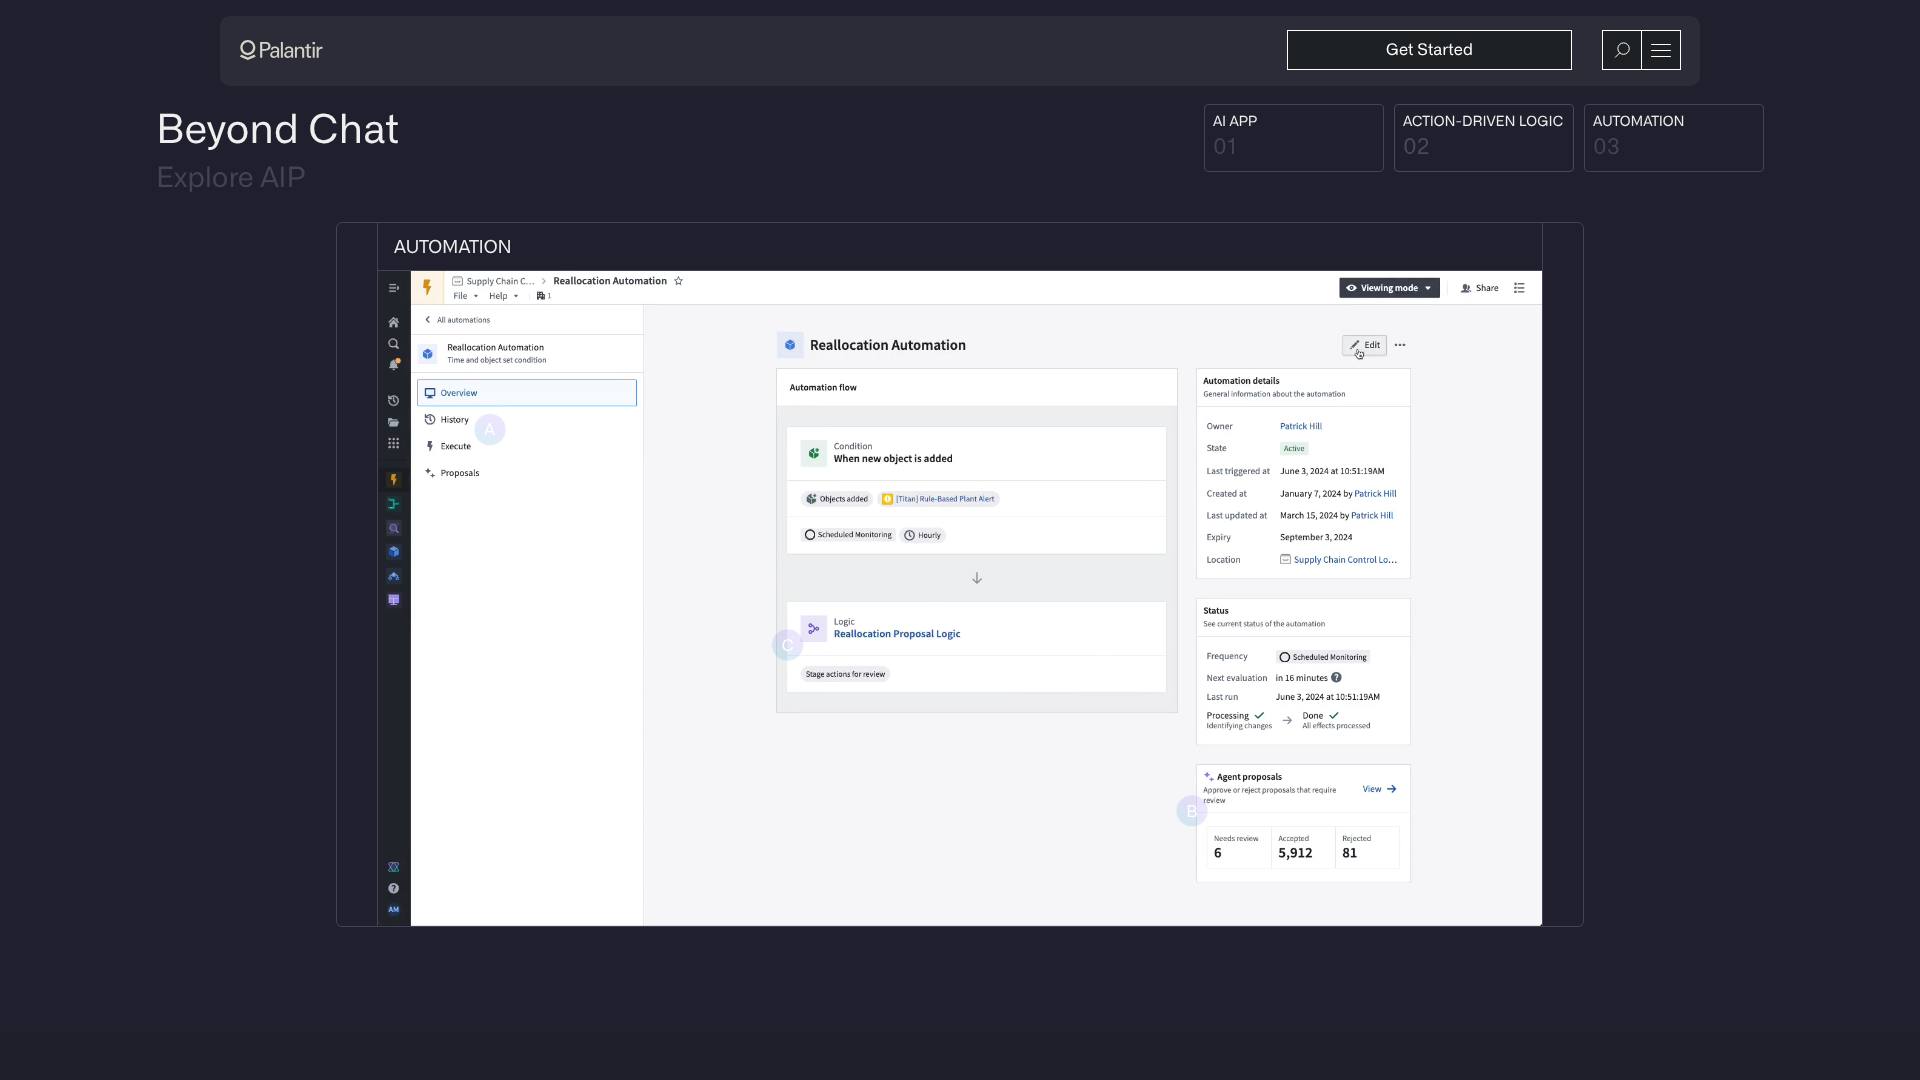 Palantir
Get Started
Beyond Chat
Explore AIP
AI APP
01
ACTION-DRIVEN LOGIC
02
AUTOMATION
03
AUTOMATION
Supply Chain C... > Reallocation Automation
File Help 1
Viewing mode
Share
All automations
Reallocation Automation
Time and object set condition
Overview
History
A
Execute
Proposals
AM
Reallocation Automation
Edit
Automation flow
Condition
When new object is added
Objects added [Titan] Rule-Based Plant Alert
Scheduled Monitoring Hourly
C
Logic
Reallocation Proposal Logic
Stage actions for review
Automation details
General information about the automation
Owner Patrick Hill
State Active
Last triggered at June 3, 2024 at 10:51:19AM
Created at January 7, 2024 by Patrick Hill
Last updated at March 15, 2024 by Patrick Hill
Expiry September 3, 2024
Location Supply Chain Control Lo...
Status
See current status of the automation
Frequency Scheduled Monitoring
Next evaluation in 16 minutes ?
Last run June 3, 2024 at 10:51:19AM
Processing Done
Identifying changes All effects processed
Agent proposals
Approve or reject proposals that require
review
View
B
Needs review Accepted Rejected
6 5,912 81